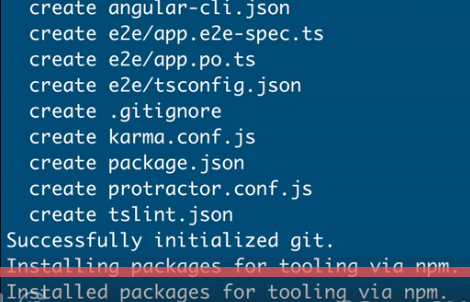 create angular-cli.json
create e2e/app.e2e-spec.ts
create e2e/app.po.ts
create e2e/tsconfig.json
create .gitignore
create karma.conf.js
create package.json
create protractor.conf.js
create tslint.json
Successfully initialized git.
Installing packages for tooling via npm.
Installed packages for tooling via npm.